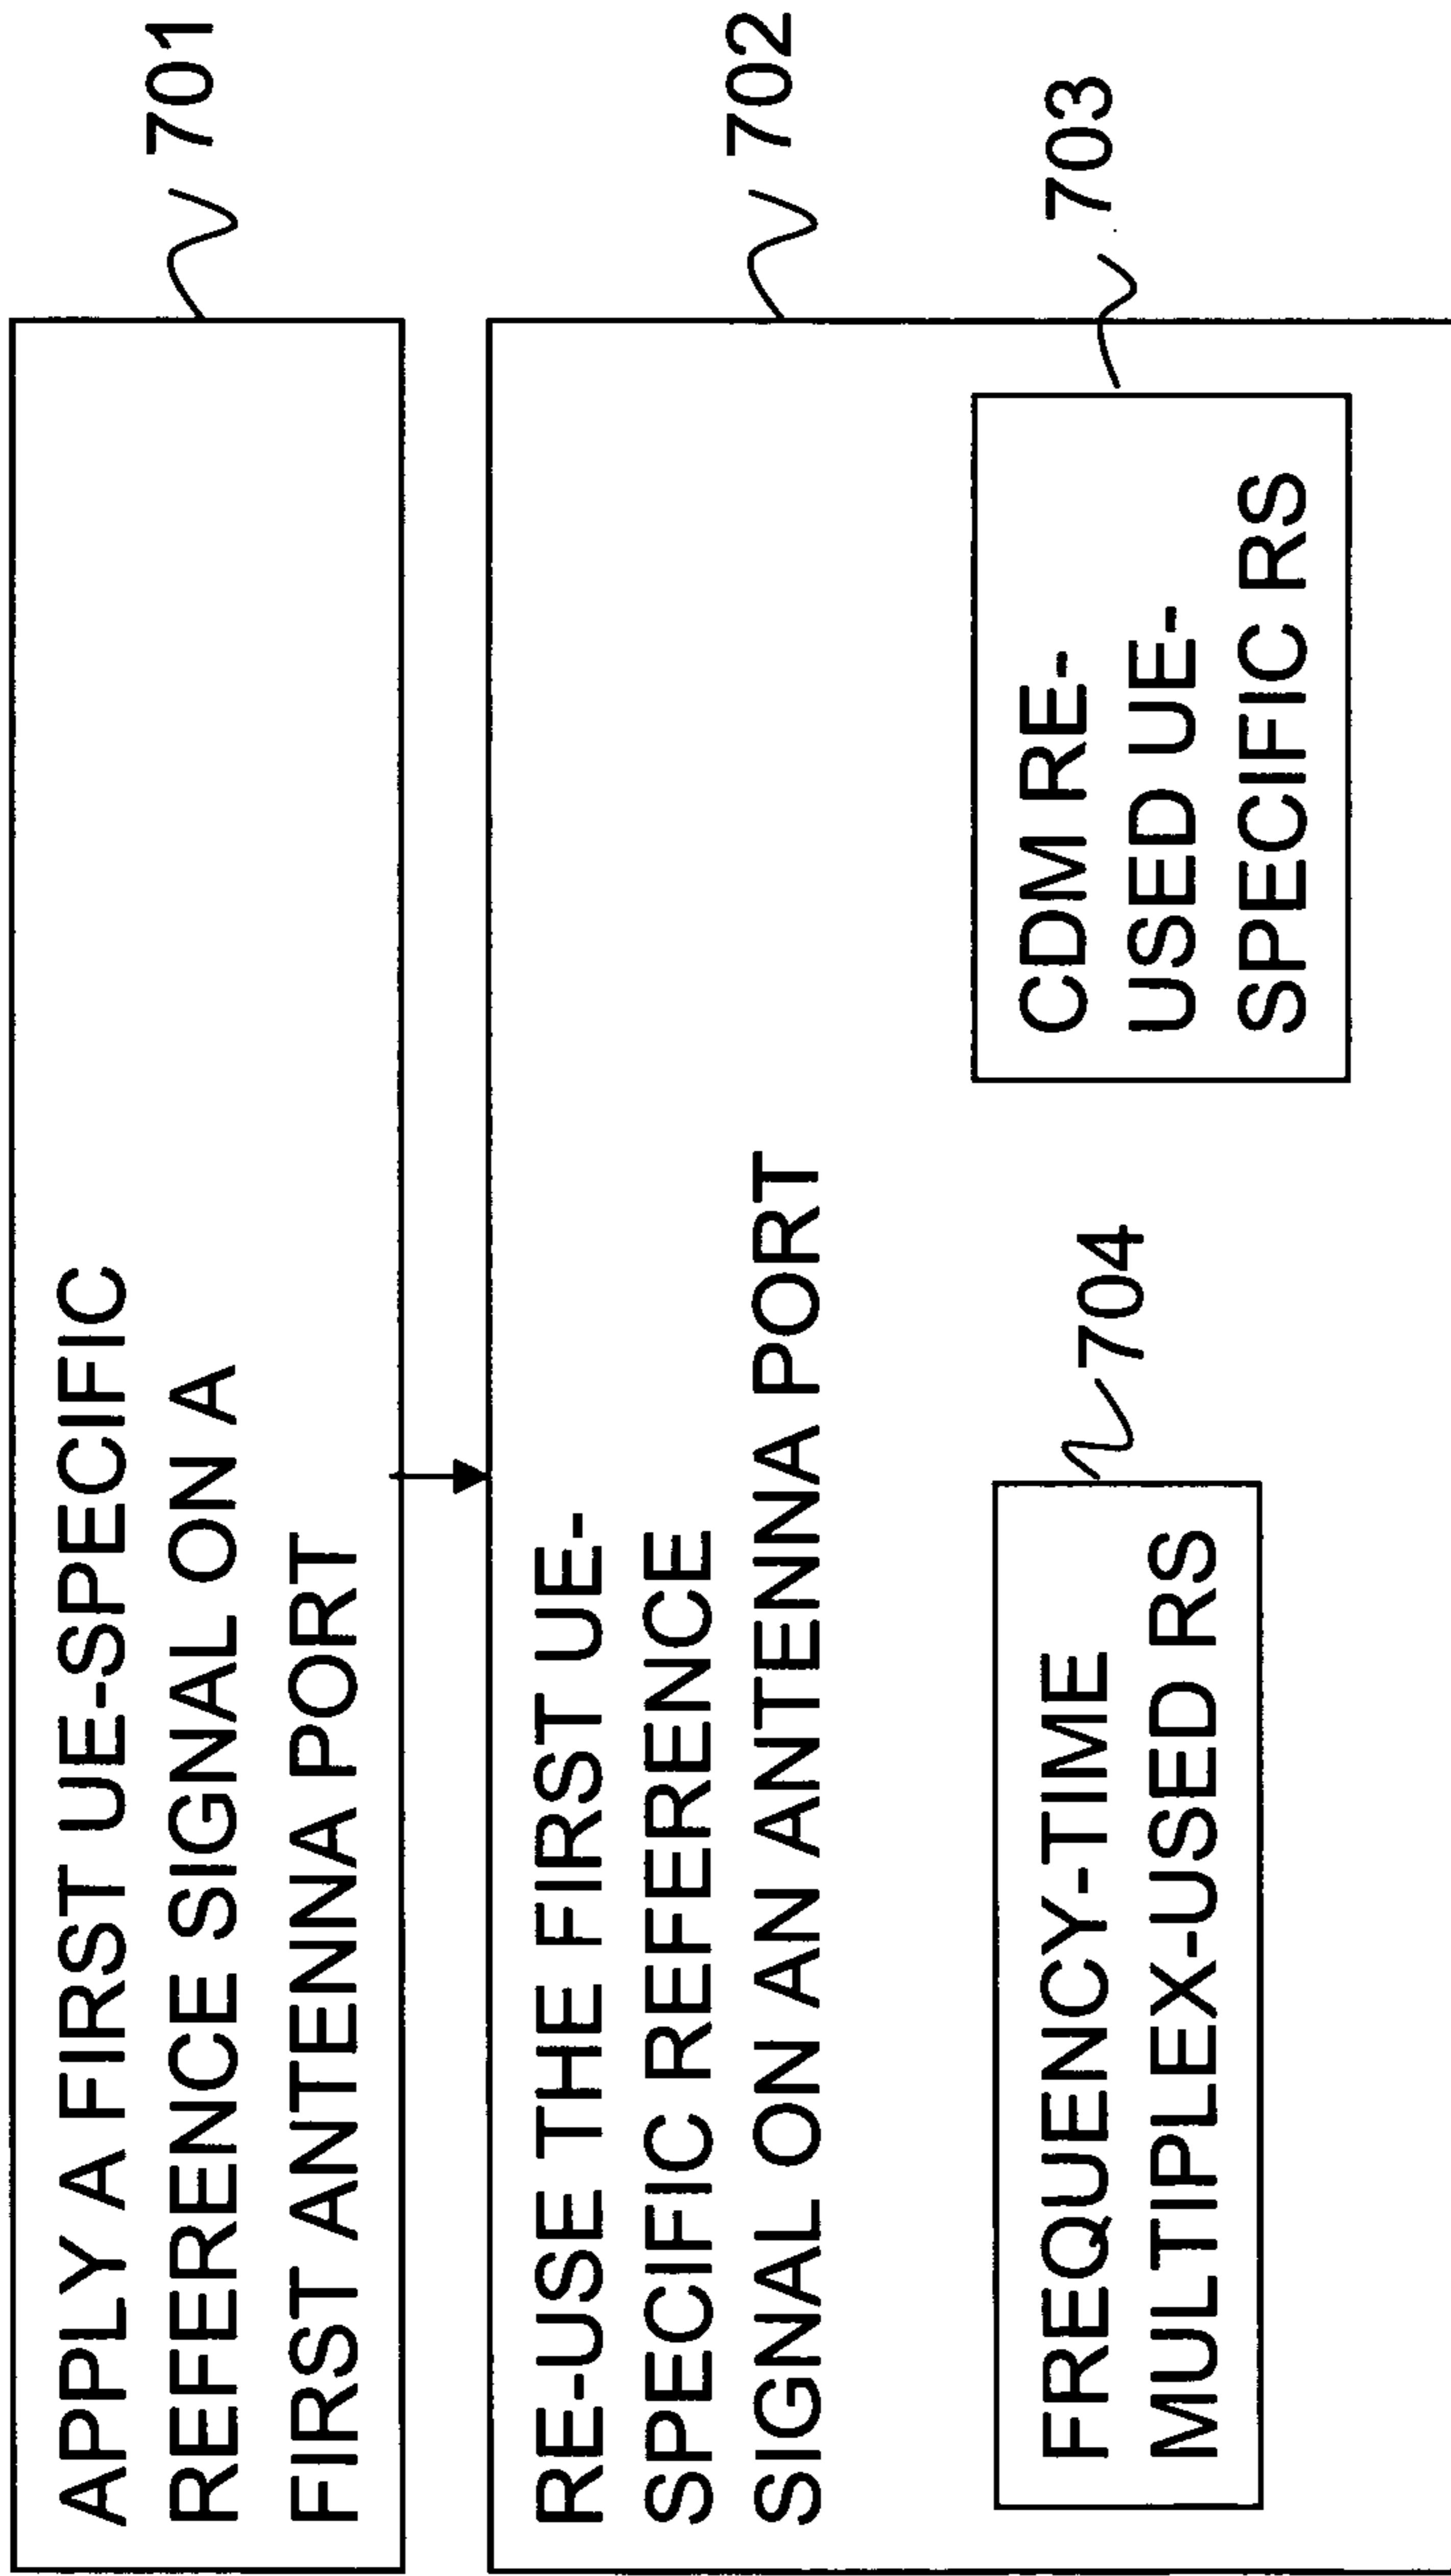 APPLY A FIRST UE-SPECIFIC
REFERENCE SIGNAL ON A
FIRST ANTENNA PORT
701
RE-USE THE FIRST UE-
SPECIFIC REFERENCE
SIGNAL ON AN ANTENNA PORT
702
FREQUENCY-TIME
MULTIPLEX-USED RS
704
CDM RE-
USED UE-
SPECIFIC RS
703